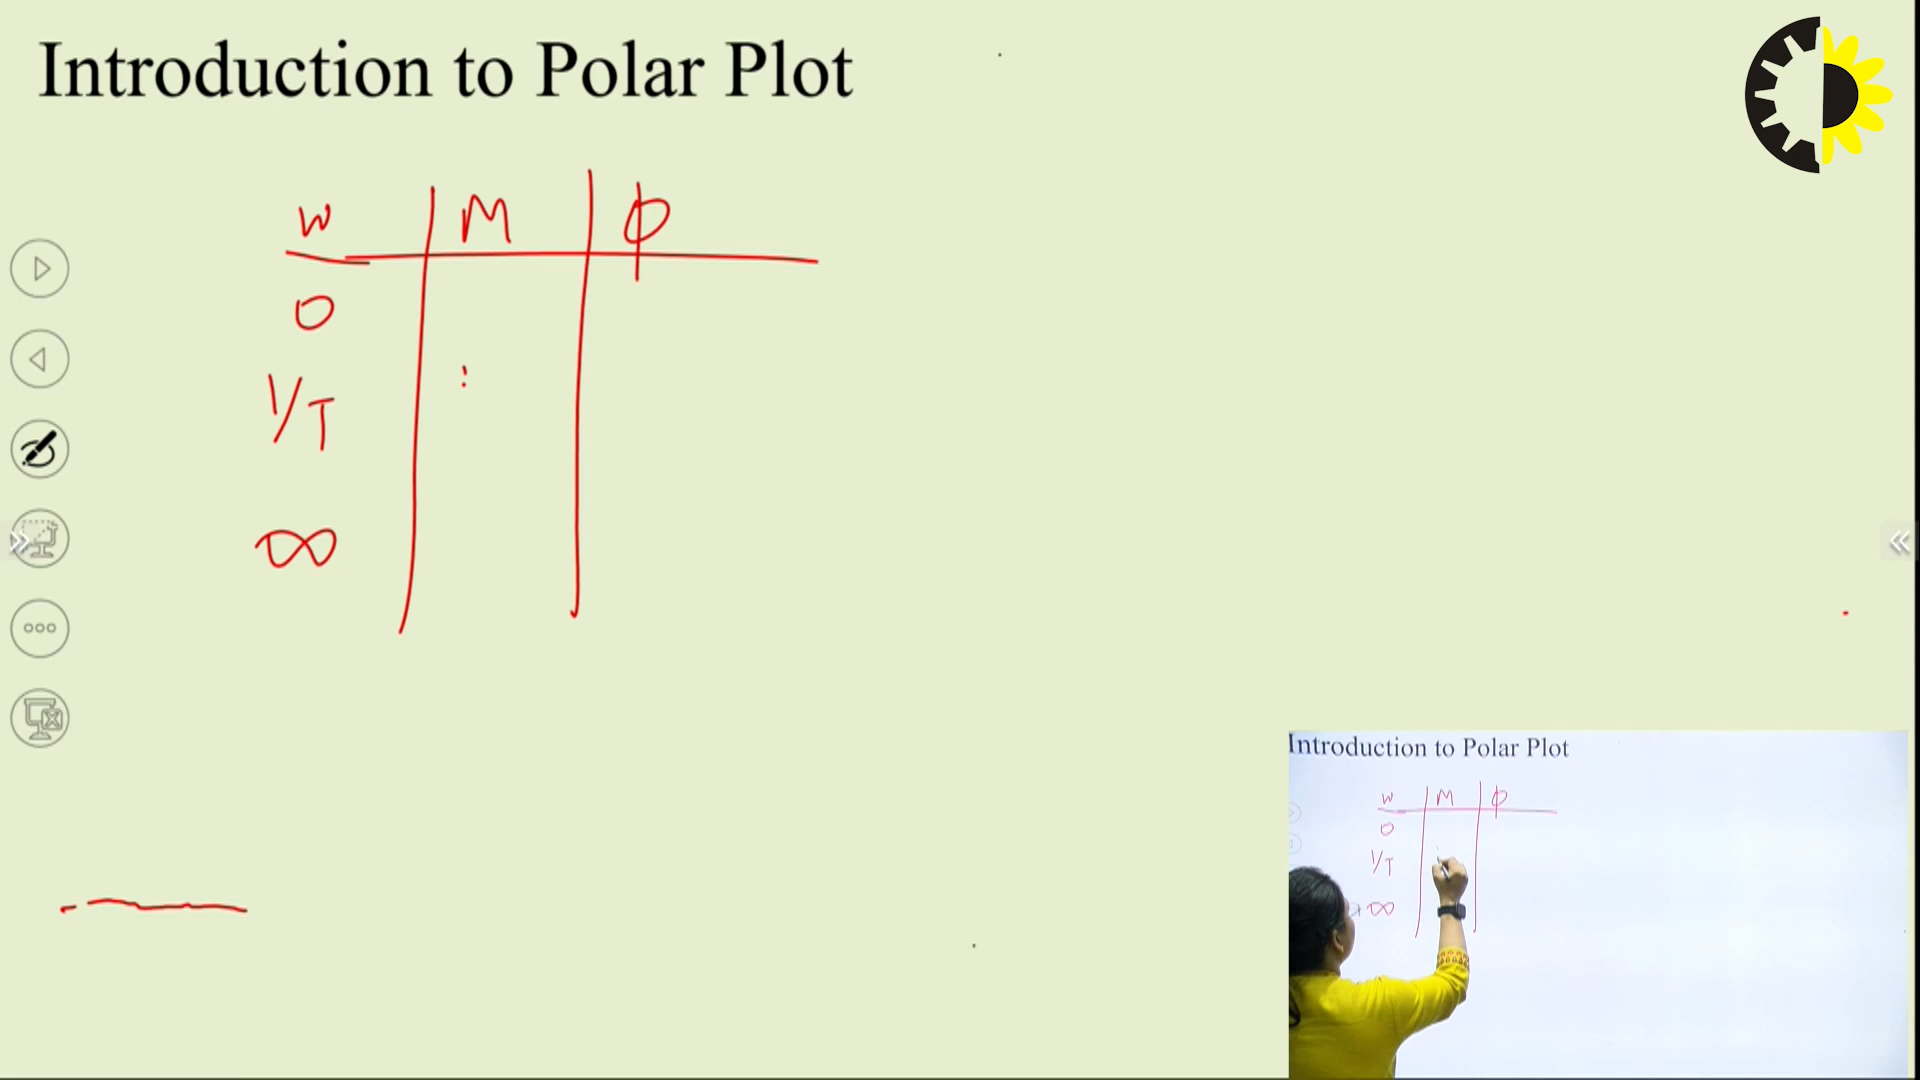 Introduction to Polar Plot
w M Φ
0
1/T
∞
Introduction to Polar Plot
w M Φ
0
1/T
∞